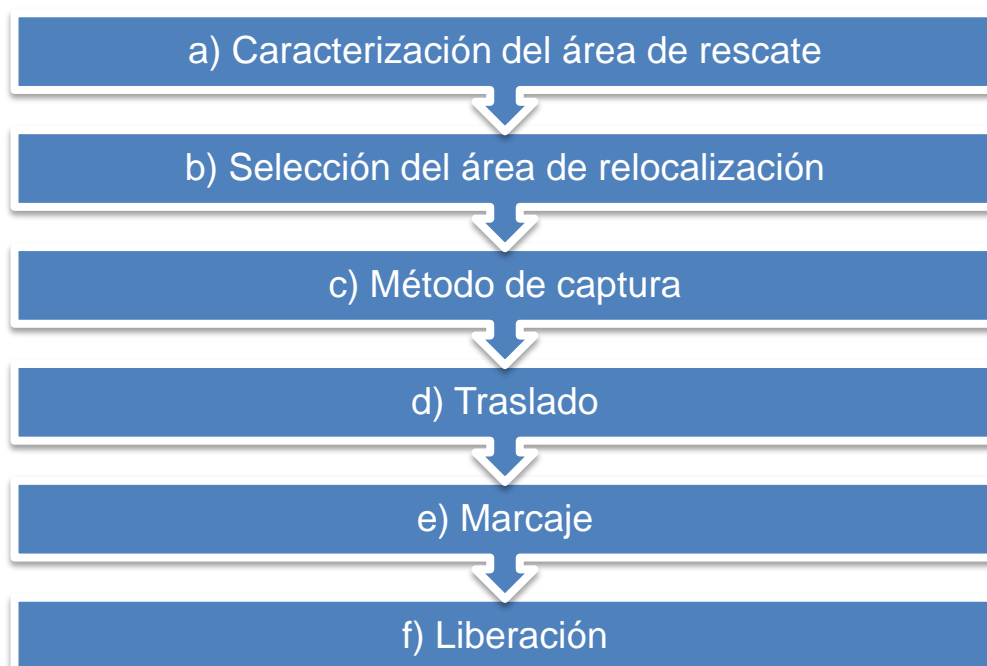 a) Caracterización del área de rescate
b) Selección del área de relocalización
c) Método de captura
d) Traslado
e) Marcaje
f) Liberación